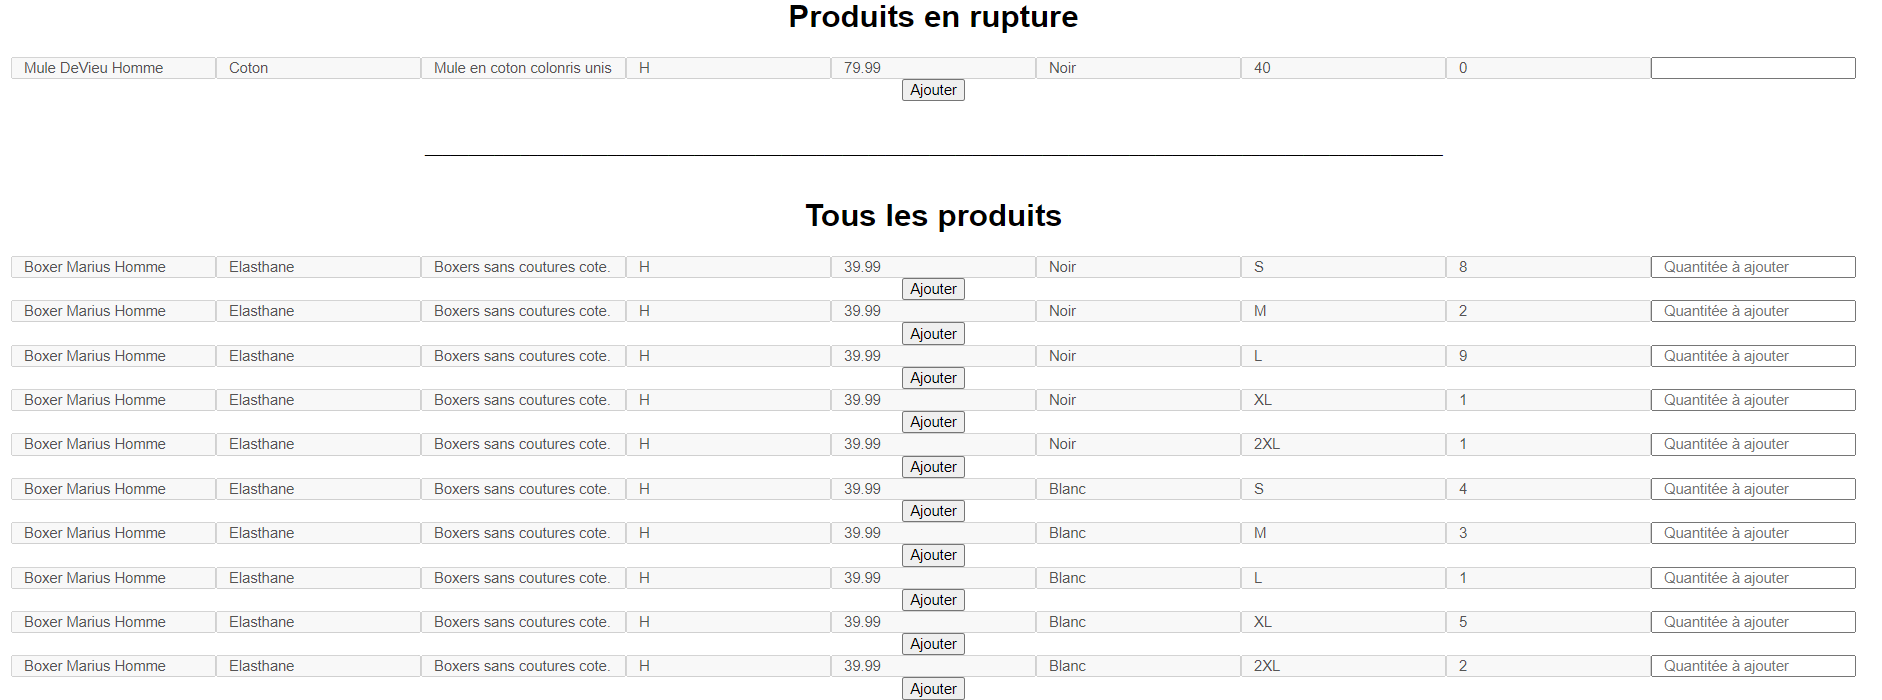 Produits en rupture
Mule DeVieu Homme Coton Mule en coton colonris unis H 79.99 Noir 40 0
Ajouter
Tous les produits
Boxer Marius Homme Elasthane Boxers sans coutures cote. H 39.99 Noir S 8 Quantitée à ajouter
Ajouter
Boxer Marius Homme Elasthane Boxers sans coutures cote. H 39.99 Noir M 2 Quantitée à ajouter
Ajouter
Boxer Marius Homme Elasthane Boxers sans coutures cote. H 39.99 Noir L 9 Quantitée à ajouter
Ajouter
Boxer Marius Homme Elasthane Boxers sans coutures cote. H 39.99 Noir XL 1 Quantitée à ajouter
Ajouter
Boxer Marius Homme Elasthane Boxers sans coutures cote. H 39.99 Noir 2XL 1 Quantitée à ajouter
Ajouter
Boxer Marius Homme Elasthane Boxers sans coutures cote. H 39.99 Blanc S 4 Quantitée à ajouter
Ajouter
Boxer Marius Homme Elasthane Boxers sans coutures cote. H 39.99 Blanc M 3 Quantitée à ajouter
Ajouter
Boxer Marius Homme Elasthane Boxers sans coutures cote. H 39.99 Blanc L 1 Quantitée à ajouter
Ajouter
Boxer Marius Homme Elasthane Boxers sans coutures cote. H 39.99 Blanc XL 5 Quantitée à ajouter
Ajouter
Boxer Marius Homme Elasthane Boxers sans coutures cote. H 39.99 Blanc 2XL 2 Quantitée à ajouter
Ajouter